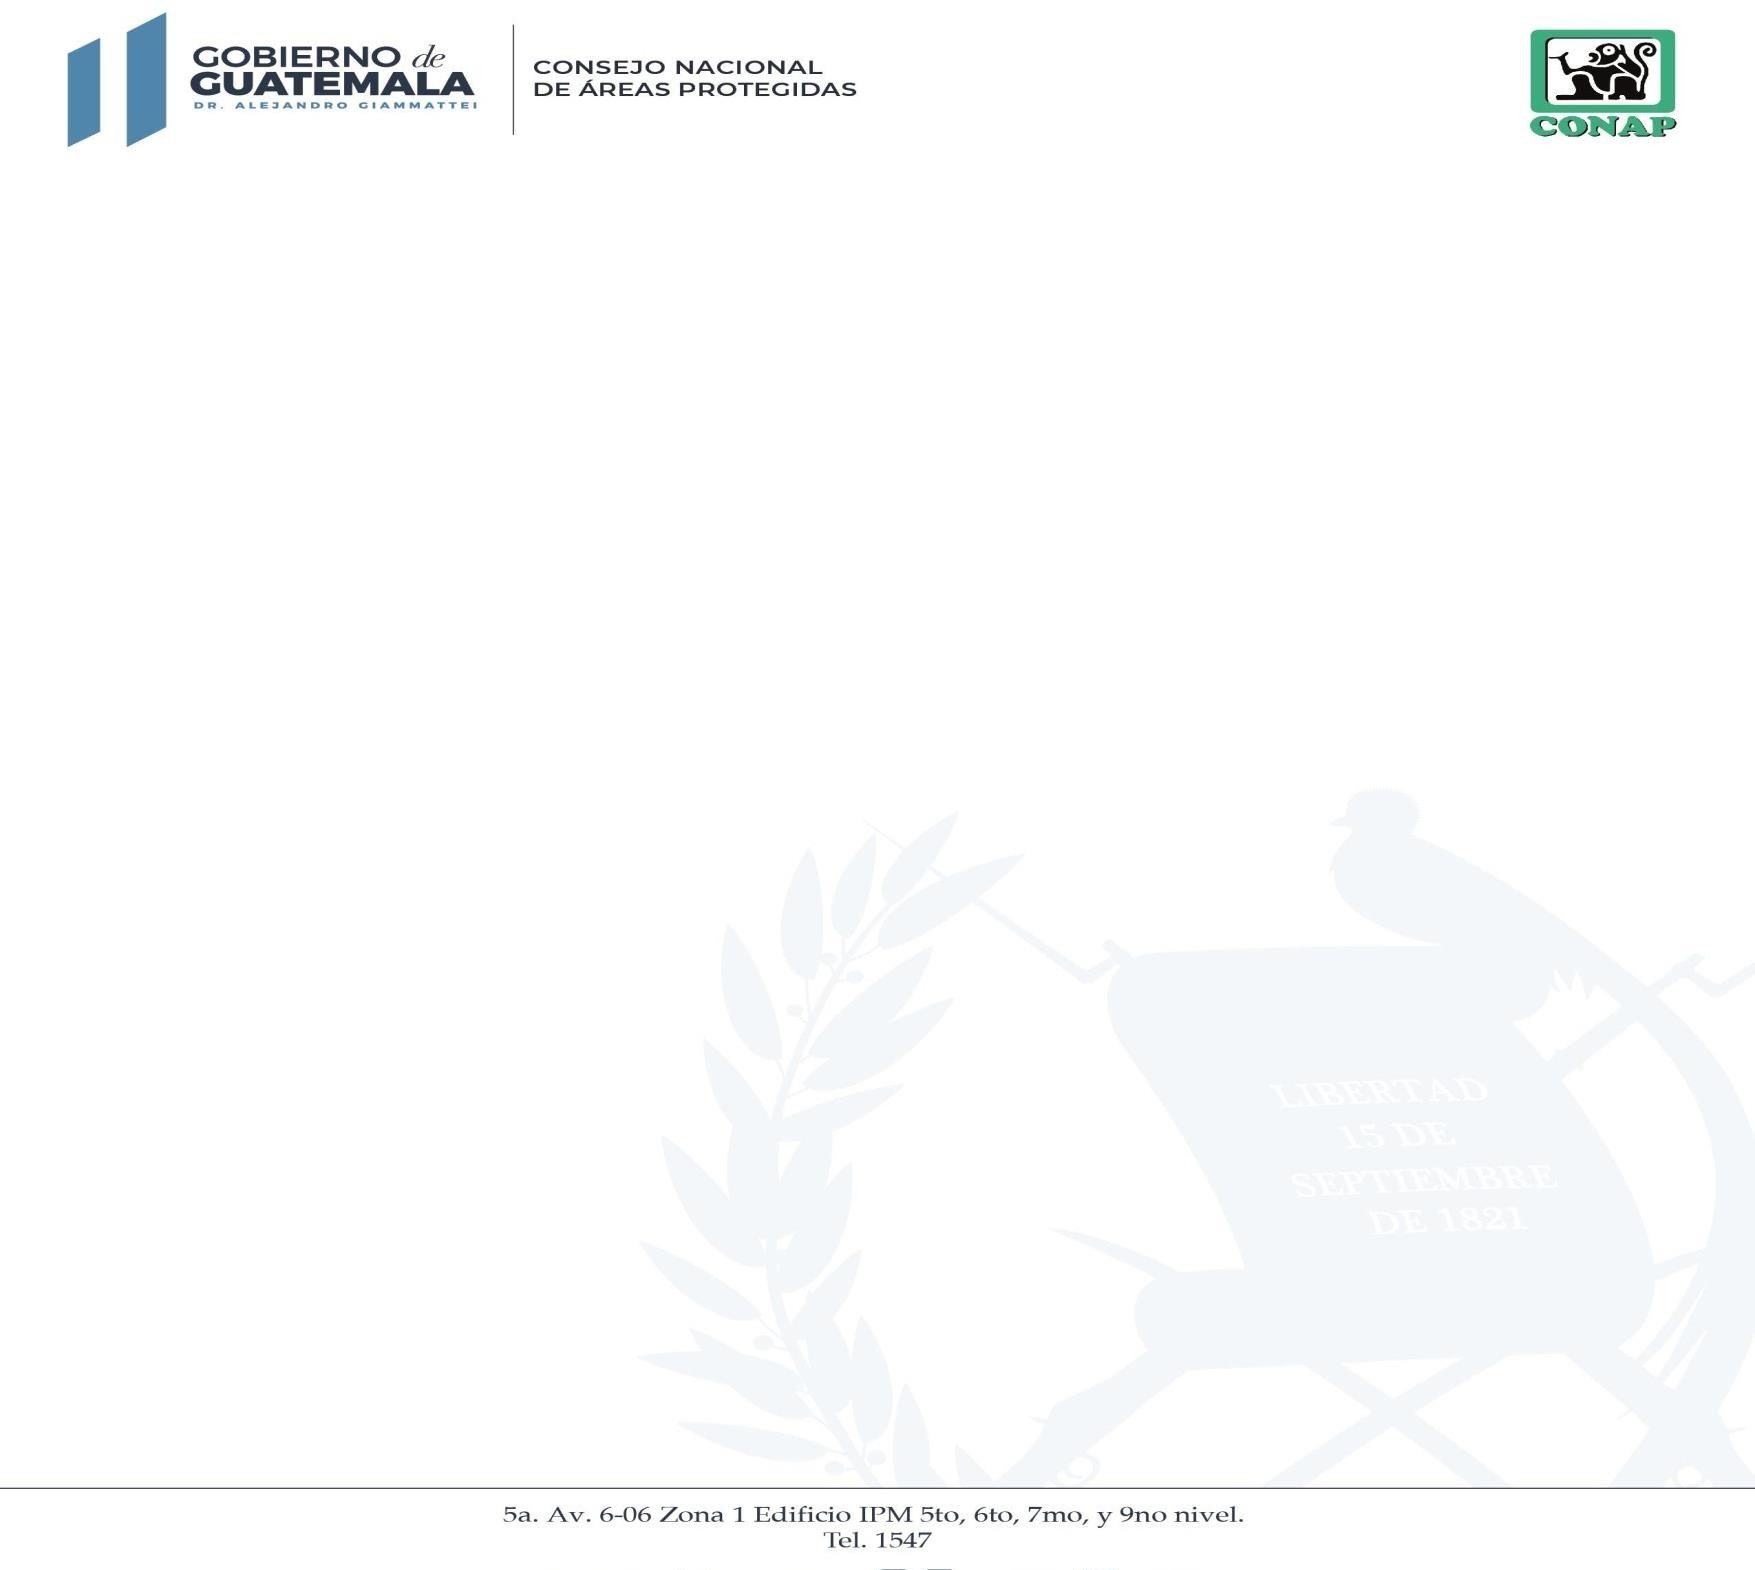 GOBIERNO de
GUATEMALA
DR. ALEJANDRO GIAMMATTEI
CONSEJO NACIONAL
DE ÁREAS PROTEGIDAS
CONAP
LIBERTAD
15 DE
SEPTIEMBRE
DE 1821
5a. Av. 6-06 Zona 1 Edificio IPM 5to, 6to, 7mo, y 9no nivel.
Tel. 1547